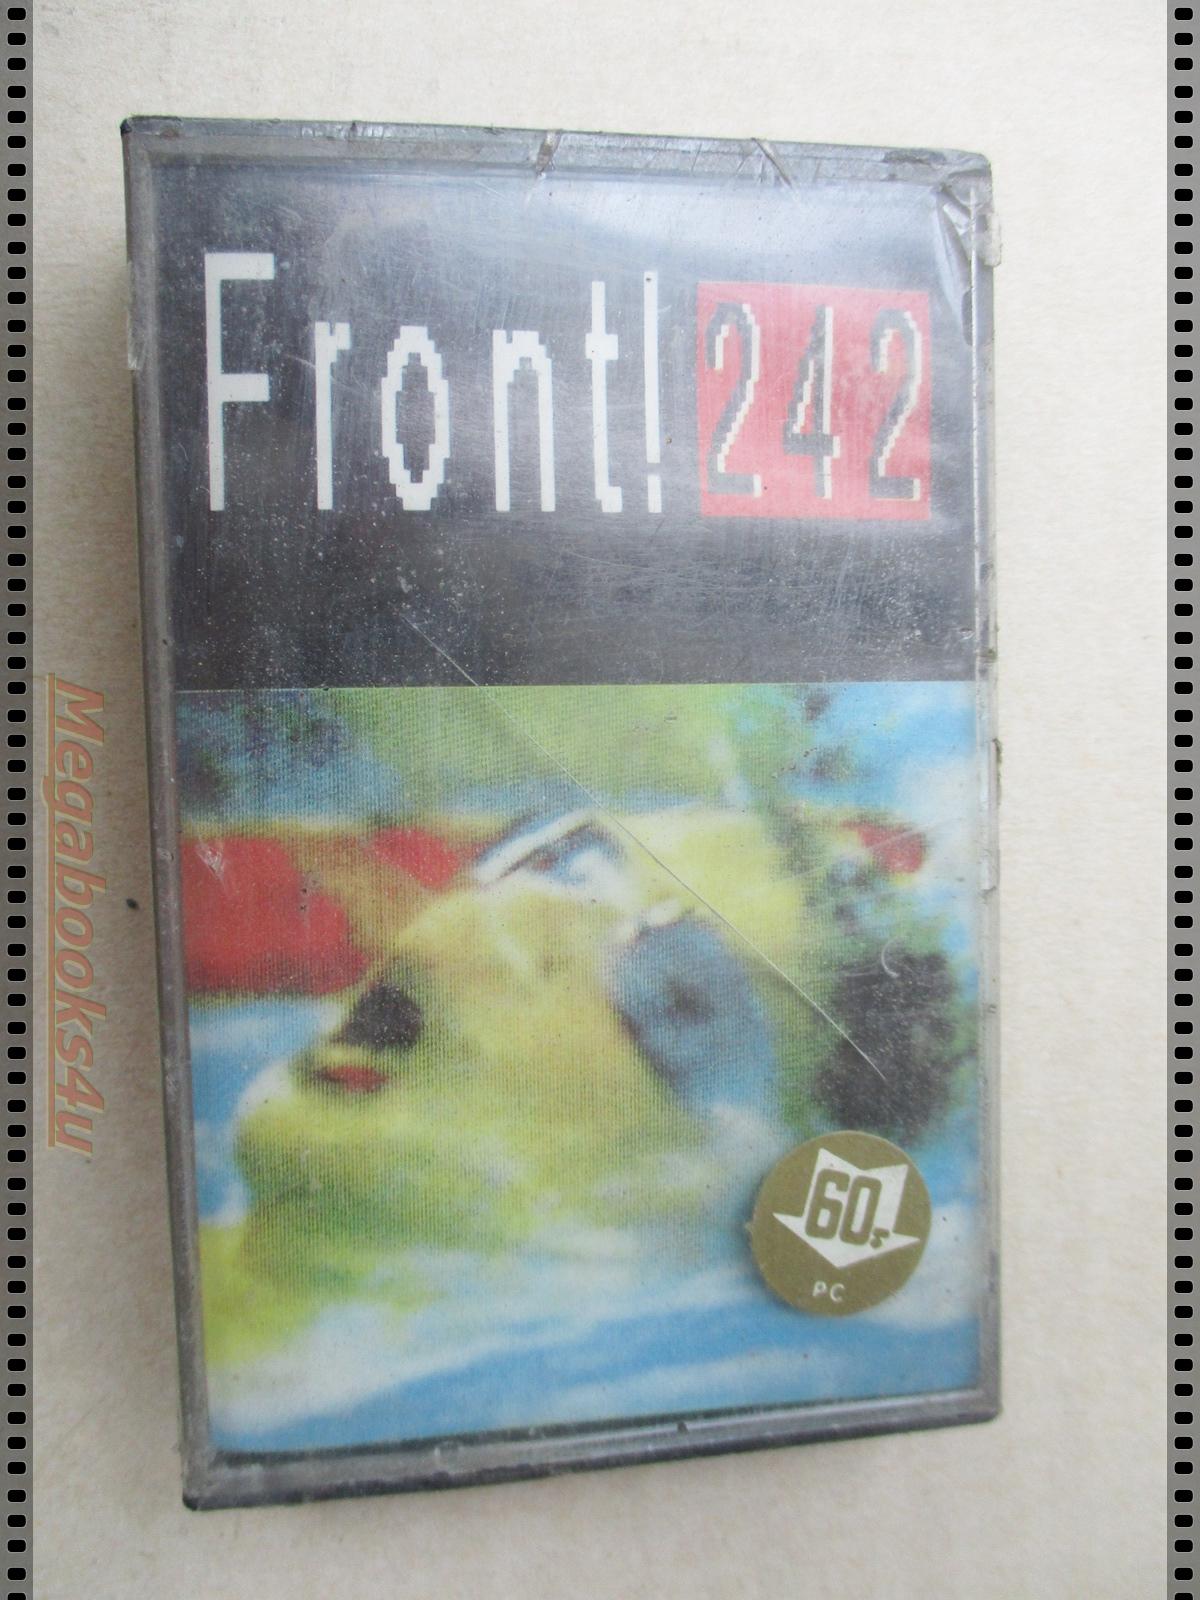 Front! 242
60s
PC
Megabooks4u